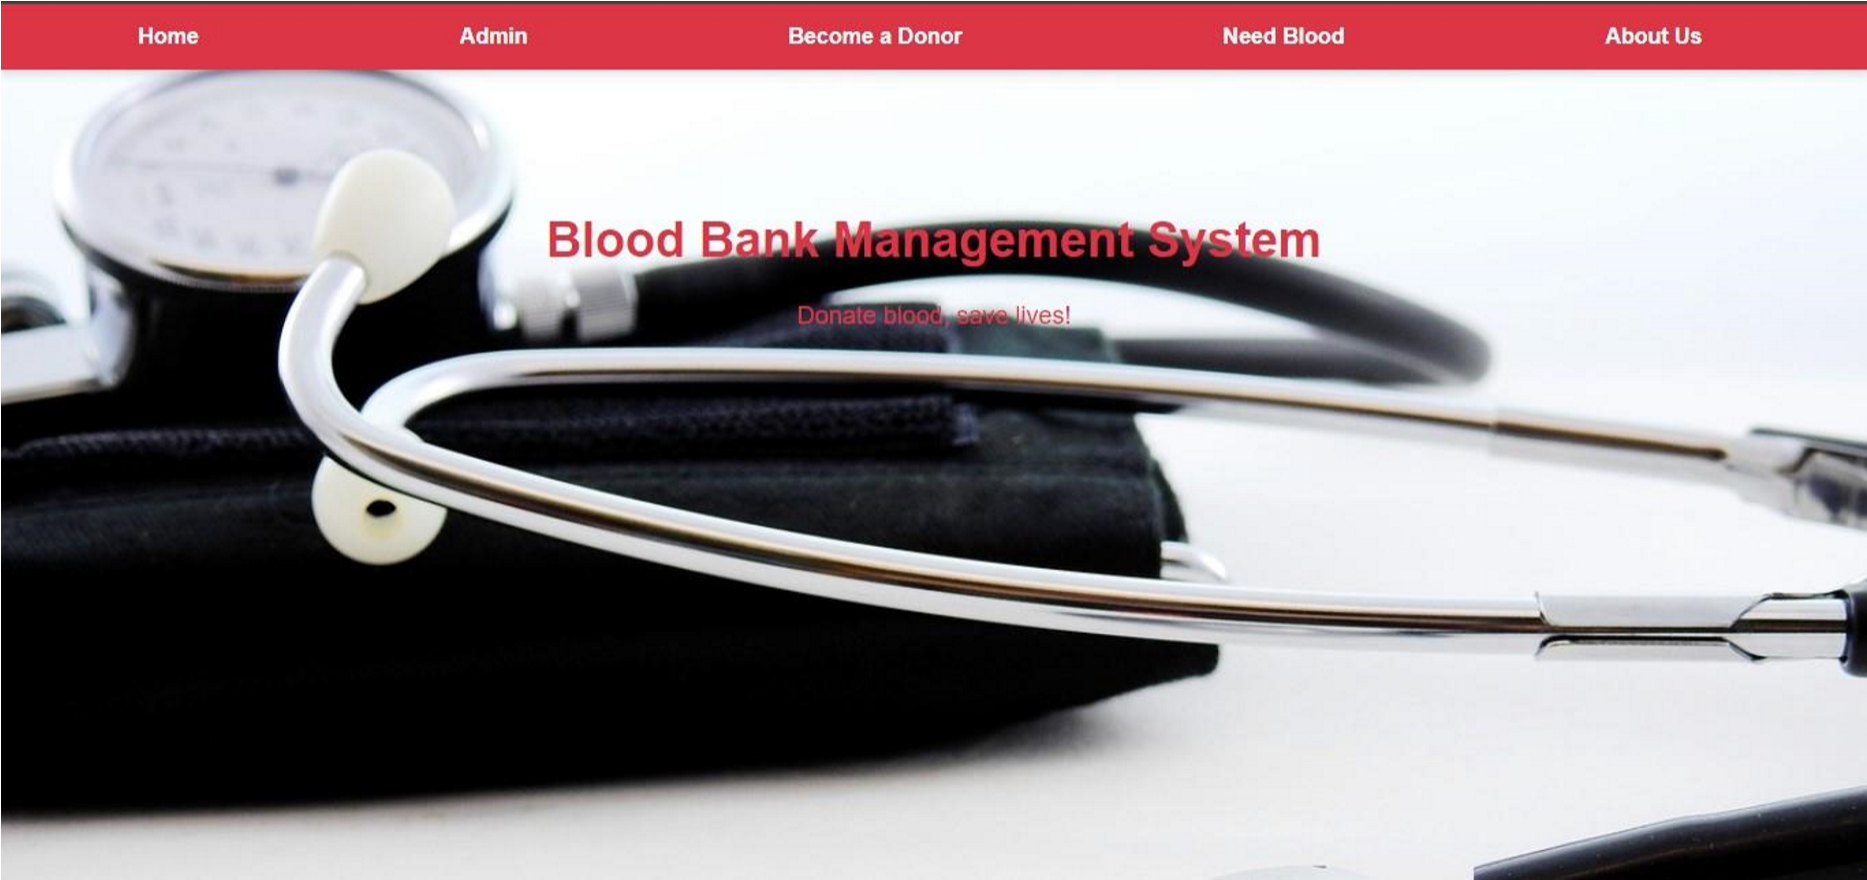 Home Admin Become a Donor Need Blood About Us
Blood Bank Management System
Donate blood, save lives!